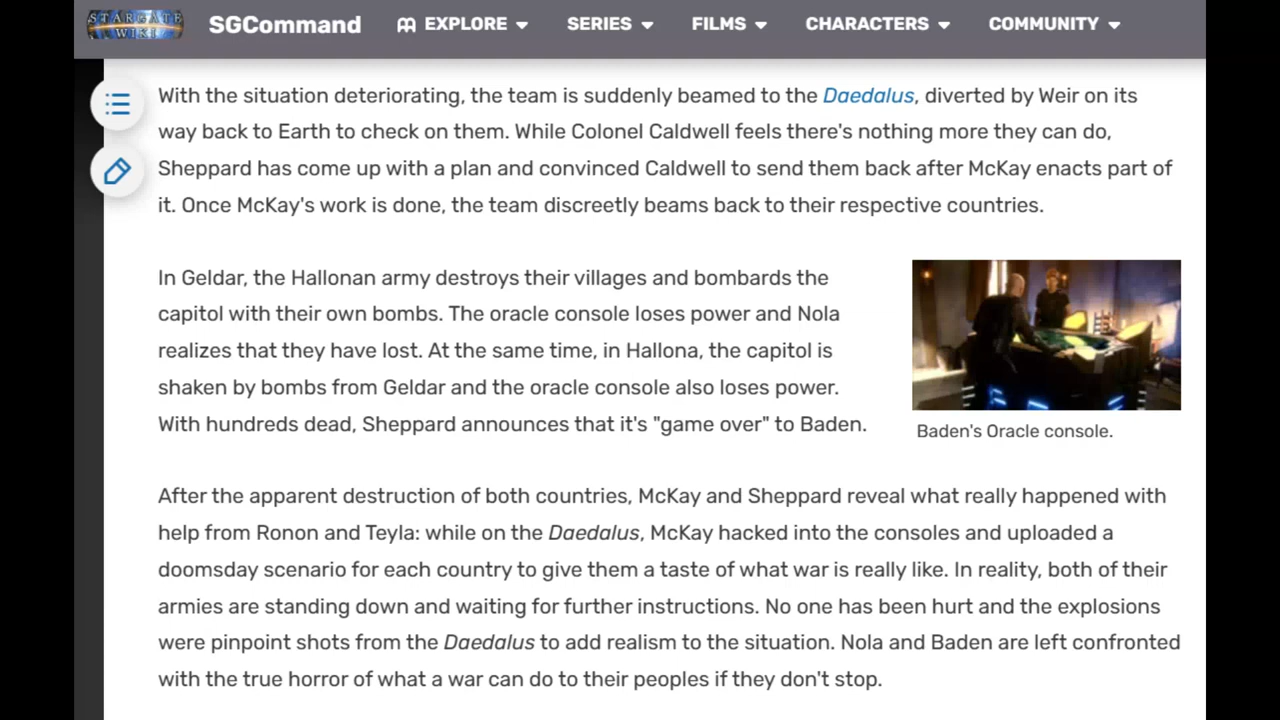 STARGATE
WIKI
SGCommand
EXPLORE
SERIES
FILMS
CHARACTERS
COMMUNITY
With the situation deteriorating, the team is suddenly beamed to the Daedalus, diverted by Weir on its
way back to Earth to check on them. While Colonel Caldwell feels there's nothing more they can do,
Sheppard has come up with a plan and convinced Caldwell to send them back after McKay enacts part of
it. Once McKay's work is done, the team discreetly beams back to their respective countries.
In Geldar, the Hallonan army destroys their villages and bombards the
capitol with their own bombs. The oracle console loses power and Nola
realizes that they have lost. At the same time, in Hallona, the capitol is
shaken by bombs from Geldar and the oracle console also loses power.
With hundreds dead, Sheppard announces that it's "game over" to Baden.
Baden's Oracle console.
After the apparent destruction of both countries, McKay and Sheppard reveal what really happened with
help from Ronon and Teyla: while on the Daedalus, McKay hacked into the consoles and uploaded a
doomsday scenario for each country to give them a taste of what war is really like. In reality, both of their
armies are standing down and waiting for further instructions. No one has been hurt and the explosions
were pinpoint shots from the Daedalus to add realism to the situation. Nola and Baden are left confronted
with the true horror of what a war can do to their peoples if they don't stop.